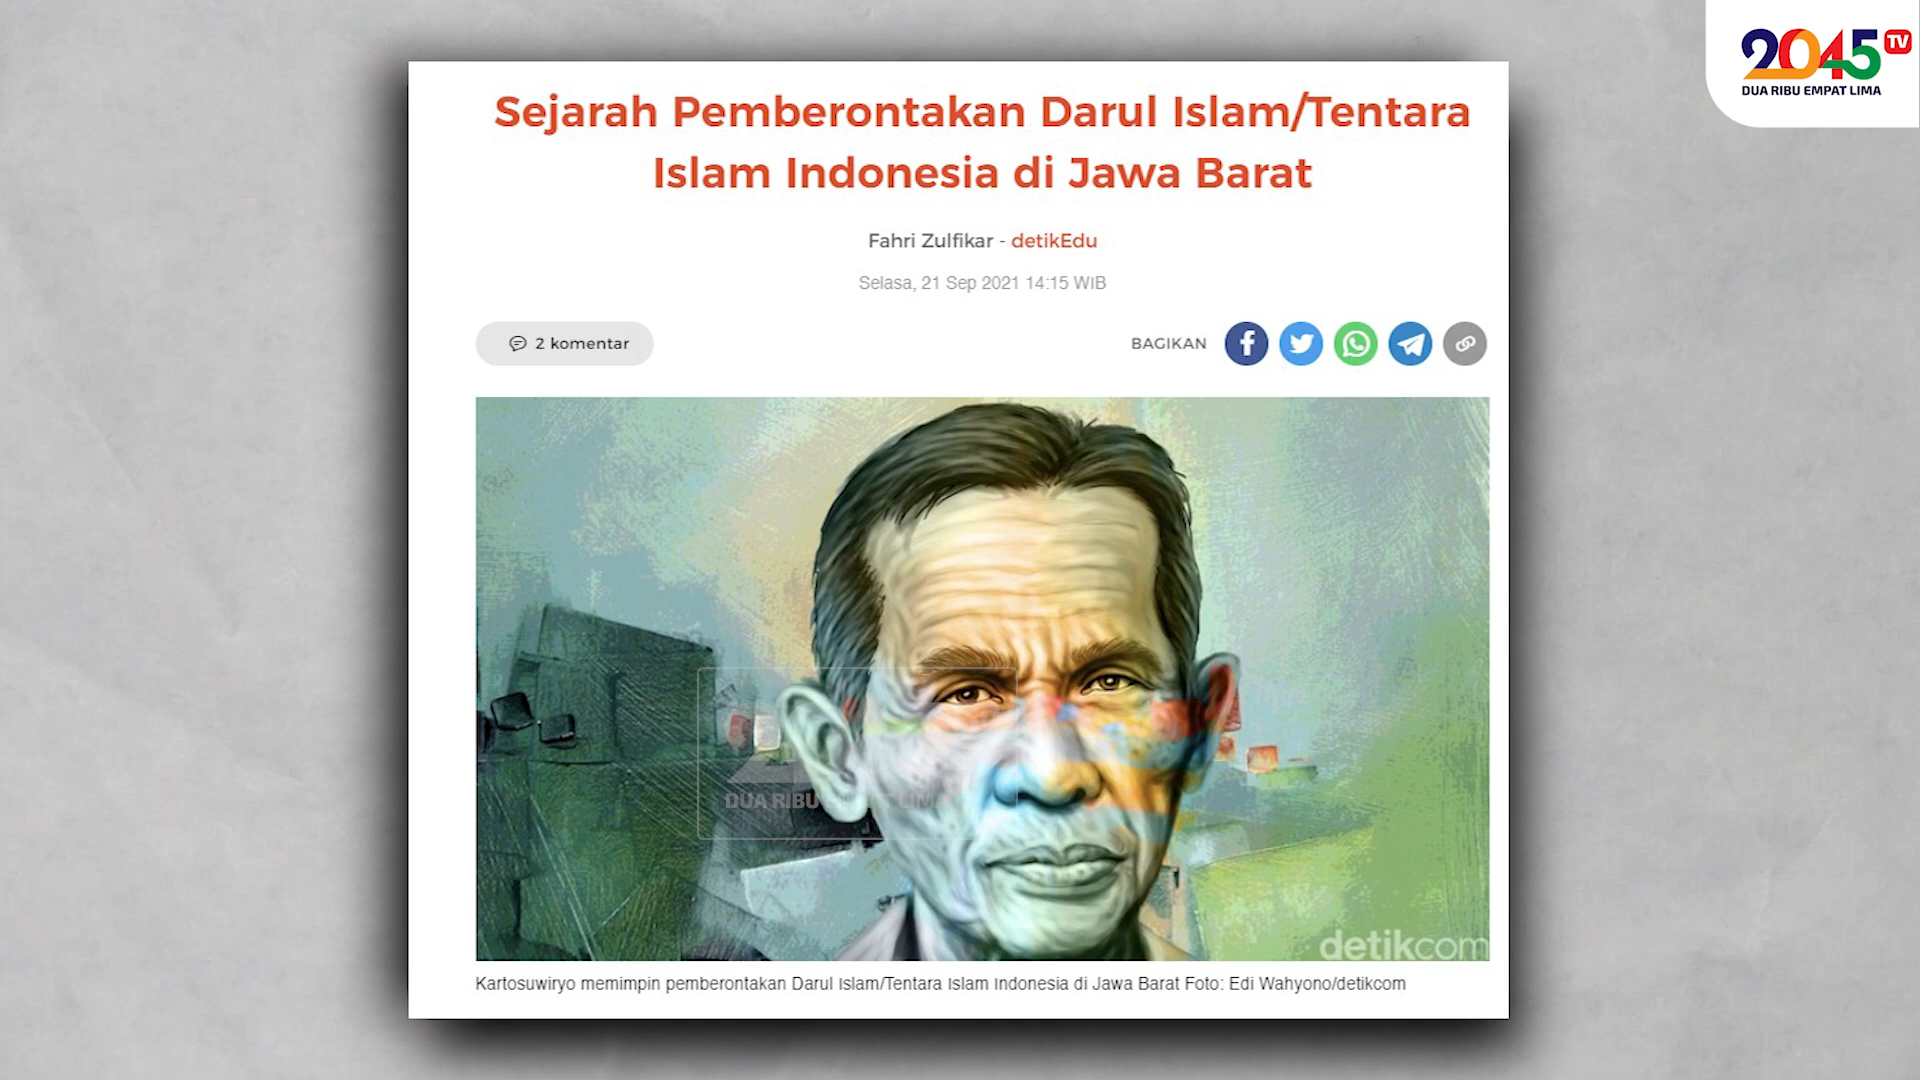 2045 TV
DUA RIBU EMPAT LIMA
Sejarah Pemberontakan Darul Islam/Tentara
Islam Indonesia di Jawa Barat
Fahri Zulfikar - detikEdu
Selasa, 21 Sep 2021 14:15 WIB
2 komentar
BAGIKAN
DUA RIBU
detikcom
Kartosuwiryo memimpin pemberontakan Darul Islam/Tentara Islam Indonesia di Jawa Barat Foto: Edi Wahyono/detikcom